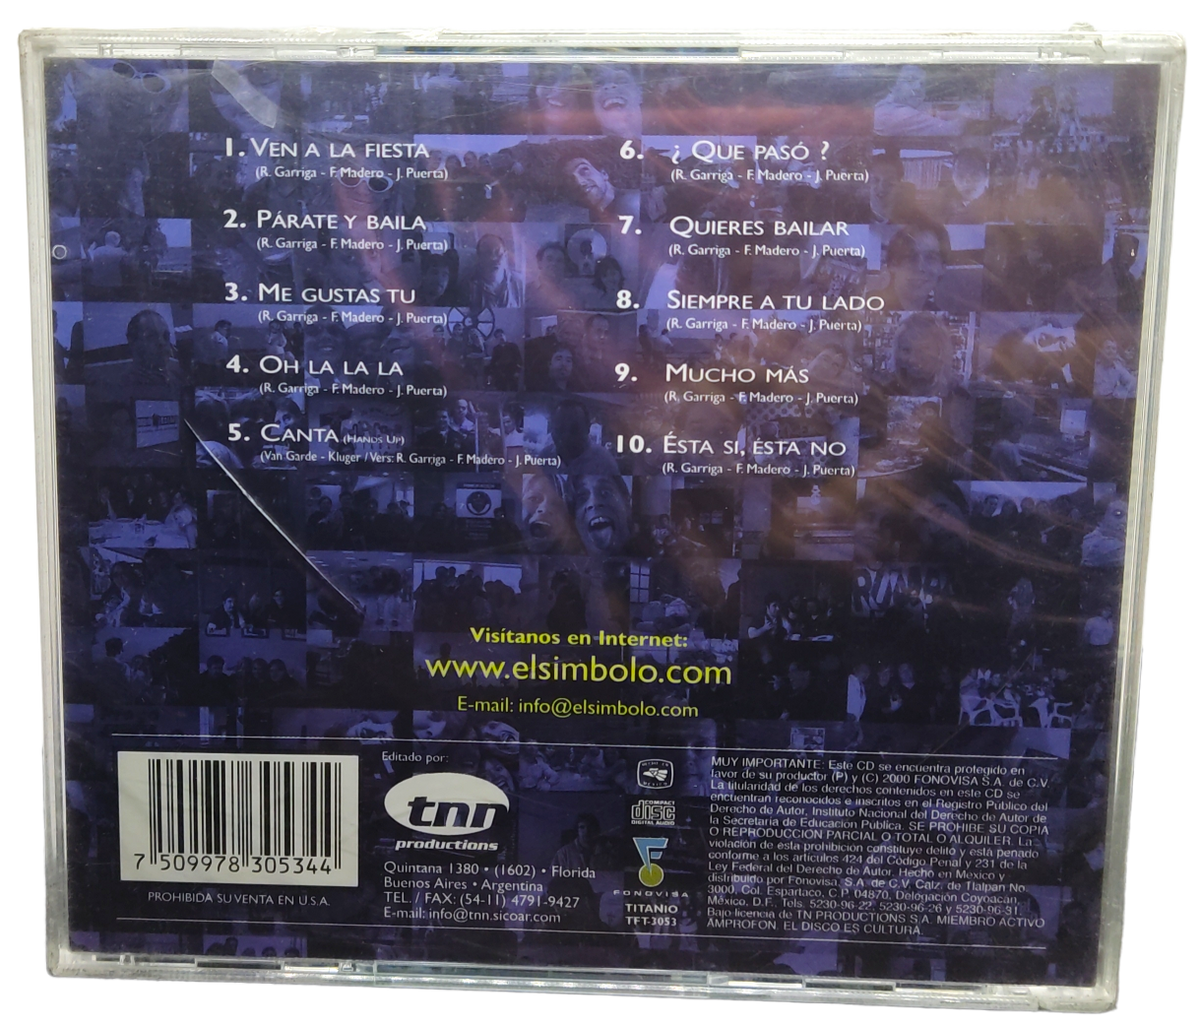 1. VEN A LA FIESTA
(R. Garriga - F. Madero - J. Puerta)
2. PÁRATE Y BAILA
(R. Garriga - F. Madero - J. Puerta)
3. ME GUSTAS TU
(R. Garriga - F. Madero - J. Puerta)
4. OH LA LA LA
(R. Garriga - F. Madero - J. Puerta)
5. CANTA (HANDS UP)
(Van Garde - Kluger / Vers: R. Garriga - F. Madero - J. Puerta)
6. ¿ QUE PASÓ ?
(R. Garriga - F. Madero - J. Puerta)
7. QUIERES BAILAR
(R. Garriga - F. Madero - J. Puerta)
8. SIEMPRE A TU LADO
(R. Garriga - F. Madero - J. Puerta)
9. MUCHO MÁS
(R. Garriga - F. Madero - J. Puerta)
10. ÉSTA SI, ÉSTA NO
(R. Garriga - F. Madero - J. Puerta)
Visítanos en Internet:
www.elsimbolo.com
E-mail: info@elsimbolo.com
7 509978 305344
PROHIBIDA SU VENTA EN U.S.A.
Editado por:
tnn
productions
Quintana 1380 • (1602) • Florida
Buenos Aires • Argentina
TEL. / FAX: (54-11) 4791-9427
E-mail: info@tnn.sicoar.com
HECHO EN MEXICO
COMPACT
disc
DIGITAL AUDIO
FONOVISA
TITANIO
TFT-3053
MUY IMPORTANTE: Este CD se encuentra protegido en
favor de su productor (P) y (C) 2000 FONOVISA S.A. de C.V.
La titularidad de los derechos contenidos en este CD se
encuentran reconocidos e inscritos en el Registro Público del
Derecho de Autor, Instituto Nacional del Derecho de Autor de
la Secretaría de Educación Pública. SE PROHIBE SU COPIA
O REPRODUCCION PARCIAL O TOTAL O ALQUILER. La
violación de esta prohibición constituye delito y está penado
conforme a los artículos 424 del Código Penal y 231 de la
Ley Federal del Derecho de Autor. Hecho en México y
distribuido por Fonovisa, S.A. de C.V. Calz. de Tlalpan No.
3000, Col. Espartaco, C.P. 04870, Delegación Coyoacán,
México, D.F., Tels. 5230-96-22, 5230-96-26 y 5230-96-31.
Bajo licencia de TN PRODUCTIONS S.A. MIEMBRO ACTIVO
AMPROFON. EL DISCO ES CULTURA.